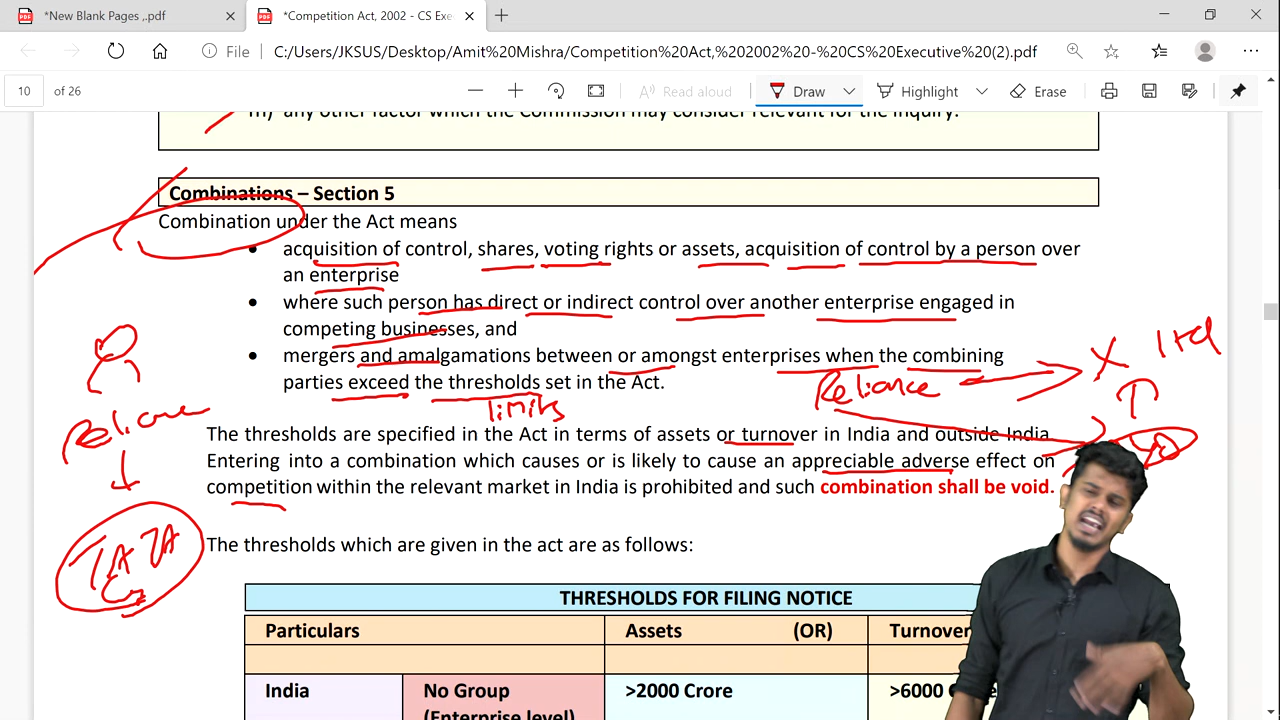 *New Blank Pages ,.pdf
*Competition Act, 2002 - CS Exe
File
C:/Users/JKSUS/Desktop/Amit%20Mishra/Competition%20Act,%202002%20-%20CS%20Executive%20(2).pdf
10 of 26
Read aloud
Draw
Highlight
Erase
m) any other factor which the Commission may consider relevant for the inquiry.
Combinations – Section 5
Combination under the Act means
• acquisition of control, shares, voting rights or assets, acquisition of control by a person over
an enterprise
• where such person has direct or indirect control over another enterprise engaged in
competing businesses, and
• mergers and amalgamations between or amongst enterprises when the combining
parties exceed the thresholds set in the Act.
Reliance
X ltd
limits
Reliance
TATA
The thresholds are specified in the Act in terms of assets or turnover in India and outside India.
Entering into a combination which causes or is likely to cause an appreciable adverse effect on
competition within the relevant market in India is prohibited and such combination shall be void.
The thresholds which are given in the act are as follows:
THRESHOLDS FOR FILING NOTICE
Particulars Assets (OR) Turnover
India No Group >2000 Crore >6000
(Enterprise level)